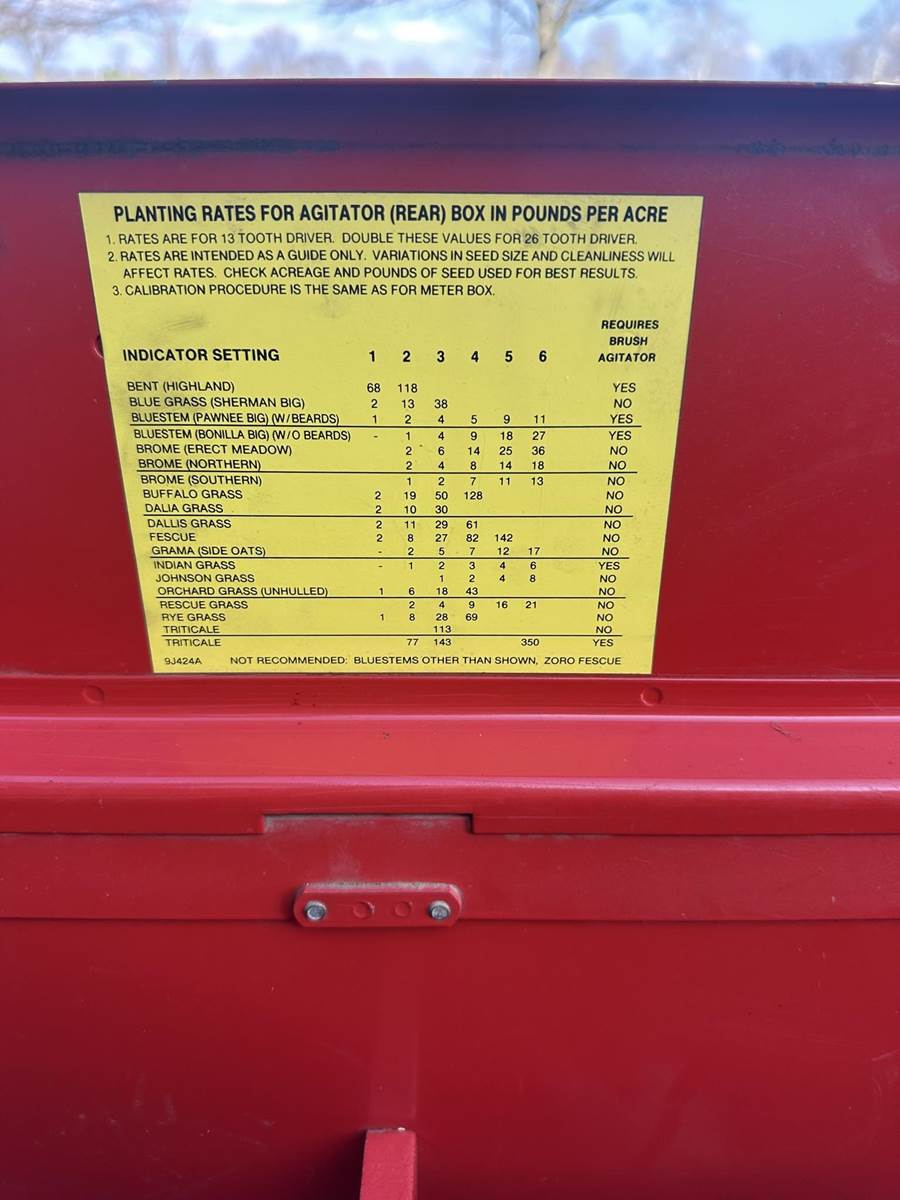 PLANTING RATES FOR AGITATOR (REAR) BOX IN POUNDS PER ACRE
1. RATES ARE FOR 13 TOOTH DRIVER. DOUBLE THESE VALUES FOR 26 TOOTH DRIVER.
2. RATES ARE INTENDED AS A GUIDE ONLY. VARIATIONS IN SEED SIZE AND CLEANLINESS WILL
AFFECT RATES. CHECK ACREAGE AND POUNDS OF SEED USED FOR BEST RESULTS.
3. CALIBRATION PROCEDURE IS THE SAME AS FOR METER BOX.
REQUIRES
BRUSH
INDICATOR SETTING 1 2 3 4 5 6 AGITATOR
BENT (HIGHLAND) 68 118 YES
BLUE GRASS (SHERMAN BIG) 2 13 38 NO
BLUESTEM (PAWNEE BIG) (W/BEARDS) 1 2 4 5 9 11 YES
BLUESTEM (BONILLA BIG) (W/O BEARDS) - 1 4 9 18 27 YES
BROME (ERECT MEADOW) 2 6 14 25 36 NO
BROME (NORTHERN) 2 4 8 14 18 NO
BROME (SOUTHERN) 1 2 7 11 13 NO
BUFFALO GRASS 2 19 50 128 NO
DALIA GRASS 2 10 30 NO
DALLIS GRASS 2 11 29 61 NO
FESCUE 2 8 27 82 142 NO
GRAMA (SIDE OATS) - 2 5 7 12 17 NO
INDIAN GRASS - 1 2 3 4 6 YES
JOHNSON GRASS 1 2 4 8 NO
ORCHARD GRASS (UNHULLED) 1 6 18 43 NO
RESCUE GRASS 2 4 9 16 21 NO
RYE GRASS 1 8 28 69 NO
TRITICALE 113 NO
TRITICALE 77 143 350 YES
9J424A NOT RECOMMENDED: BLUESTEMS OTHER THAN SHOWN, ZORO FESCUE